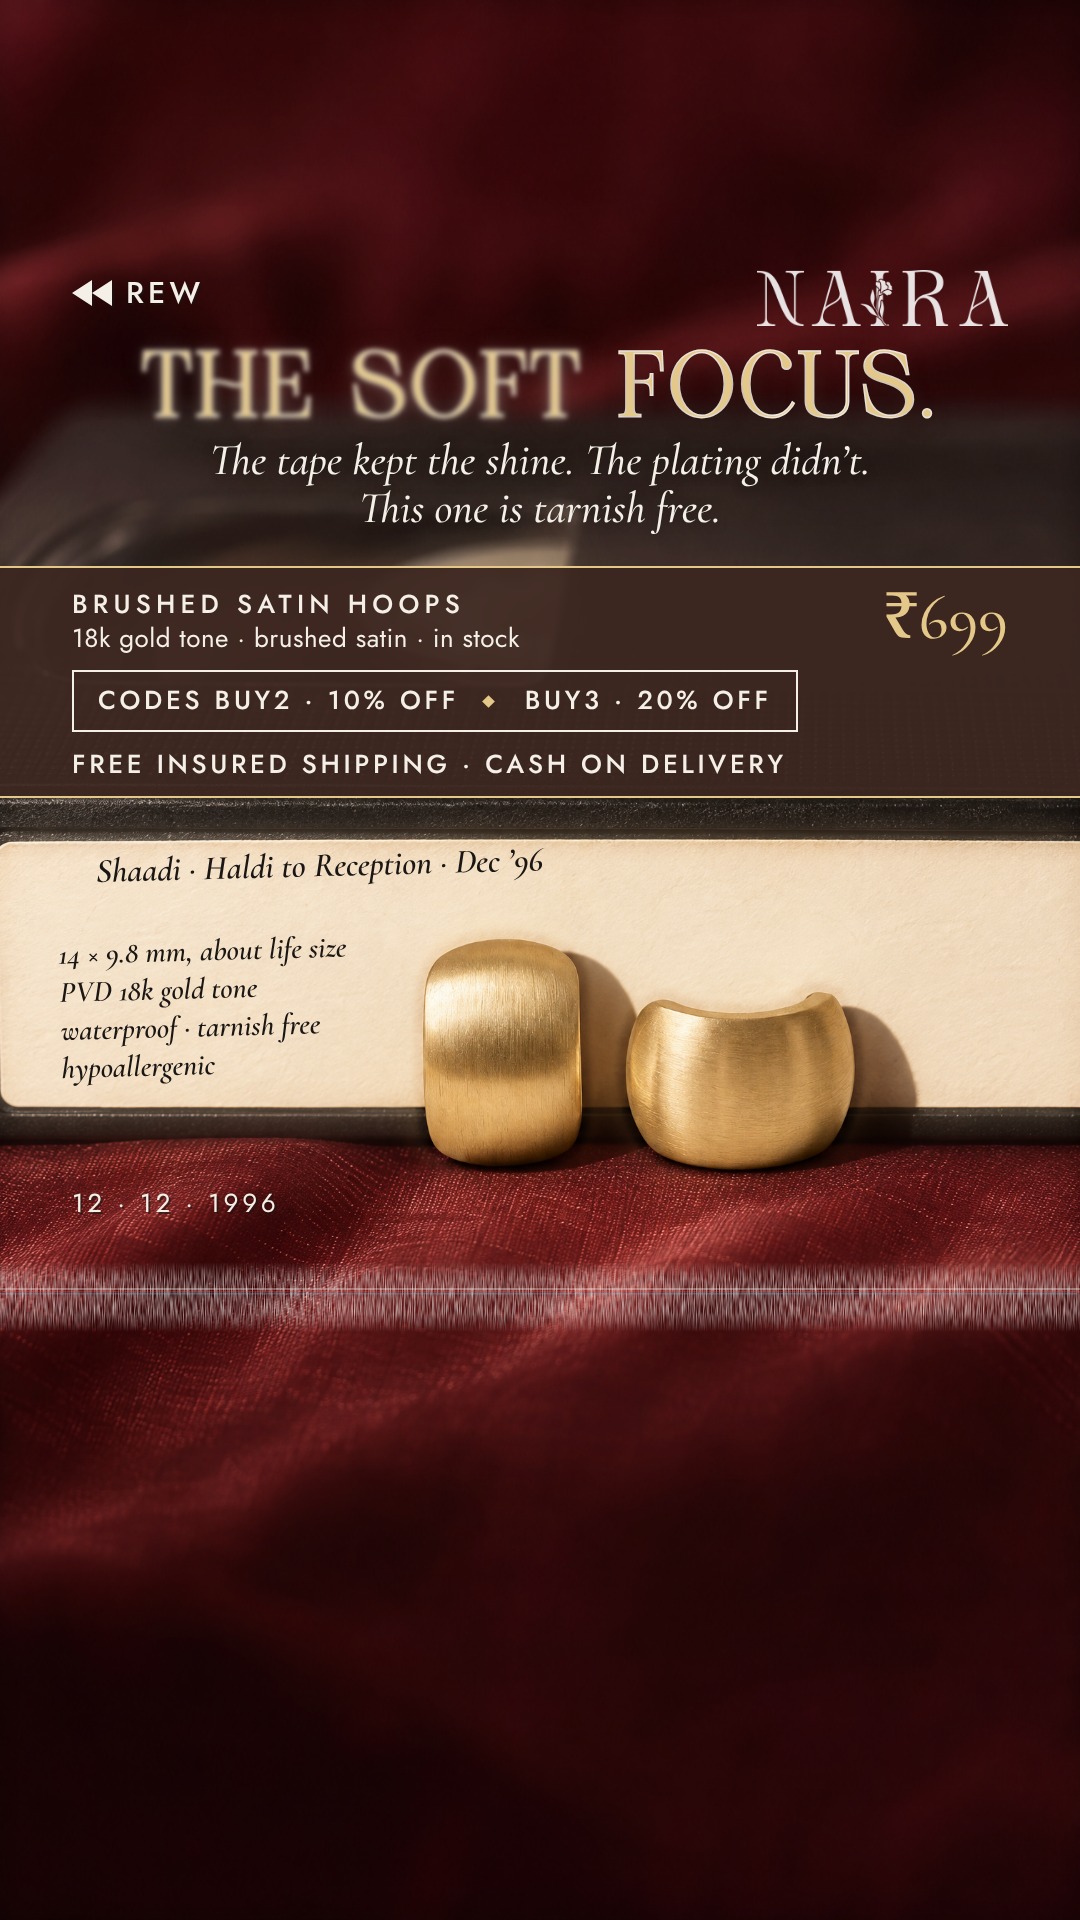 REW
NAIRA
THE SOFT FOCUS.
The tape kept the shine. The plating didn’t.
This one is tarnish free.
BRUSHED SATIN HOOPS
₹699
18k gold tone · brushed satin · in stock
CODES BUY2 · 10% OFF ◆ BUY3 · 20% OFF
FREE INSURED SHIPPING · CASH ON DELIVERY
Shaadi · Haldi to Reception · Dec ’96
14 × 9.8 mm, about life size
PVD 18k gold tone
waterproof · tarnish free
hypoallergenic
12 · 12 · 1996